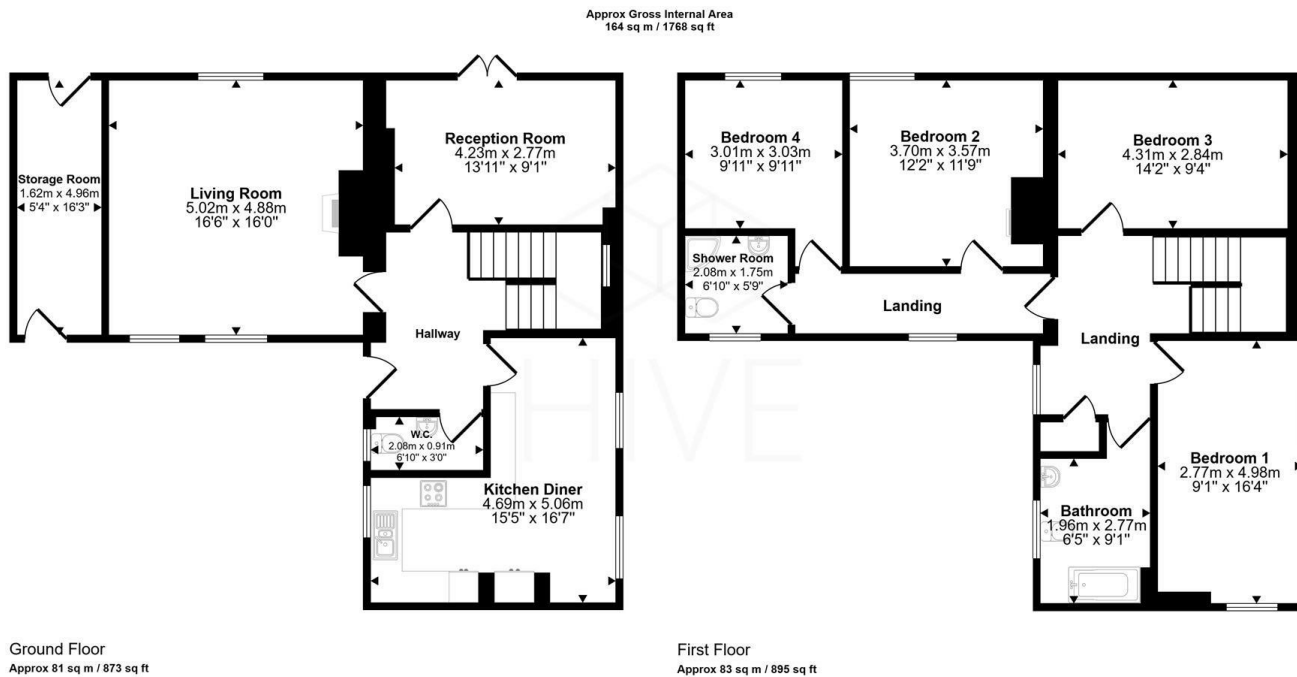 Approx Gross Internal Area
164 sq m / 1768 sq ft
Storage Room
1.62m x 4.96m
5'4" x 16'3"
Living Room
5.02m x 4.88m
16'6" x 16'0"
Reception Room
4.23m x 2.77m
13'11" x 9'1"
Hallway
W.C.
2.08m x 0.91m
6'10" x 3'0"
Kitchen Diner
4.69m x 5.06m
15'5" x 16'7"
Ground Floor
Approx 81 sq m / 873 sq ft
Bedroom 4
3.01m x 3.03m
9'11" x 9'11"
Bedroom 2
3.70m x 3.57m
12'2" x 11'9"
Bedroom 3
4.31m x 2.84m
14'2" x 9'4"
Shower Room
2.08m x 1.75m
6'10" x 5'9"
Landing
Landing
Bedroom 1
2.77m x 4.98m
9'1" x 16'4"
Bathroom
1.96m x 2.77m
6'5" x 9'1"
First Floor
Approx 83 sq m / 895 sq ft
HIVE